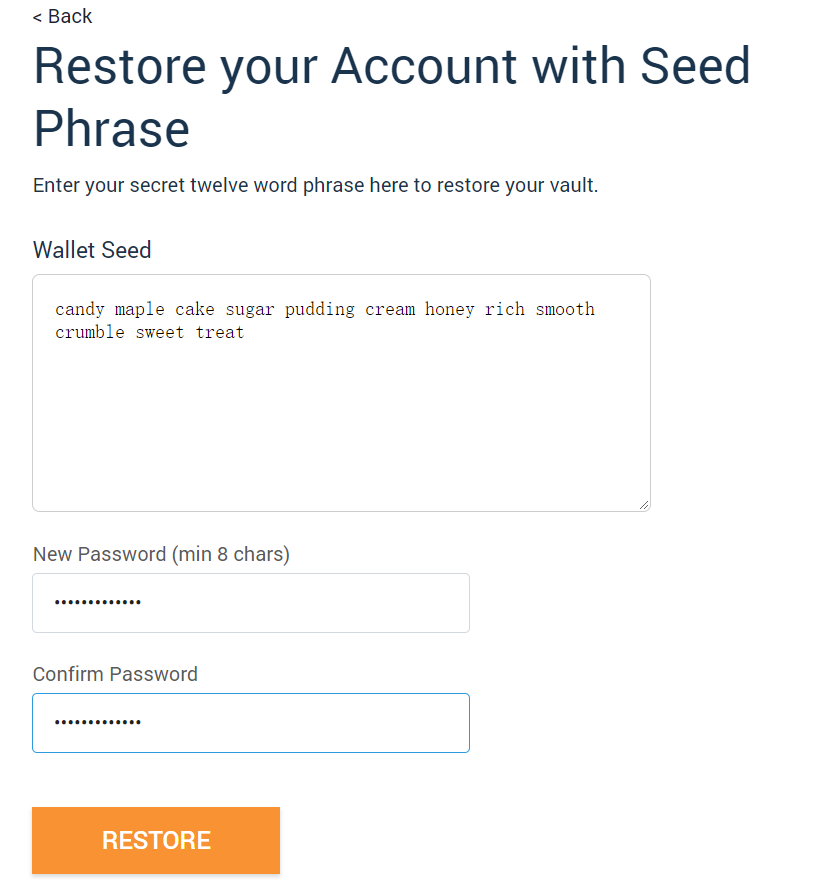 < Back
Restore your Account with Seed
Phrase
Enter your secret twelve word phrase here to restore your vault.
Wallet Seed
candy maple cake sugar pudding cream honey rich smooth
crumble sweet treat
New Password (min 8 chars)
•••••••••••••
Confirm Password
•••••••••••••
RESTORE